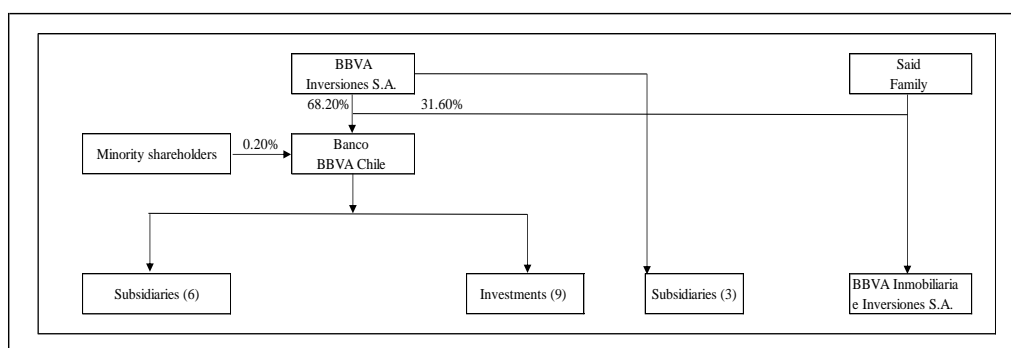 BBVA
Inversiones S.A.
Said
Family
68.20%
31.60%
Minority shareholders
0.20%
Banco
BBVA Chile
Subsidiaries (6)
Investments (9)
Subsidiaries (3)
BBVA Inmobiliaria
e Inversiones S.A.